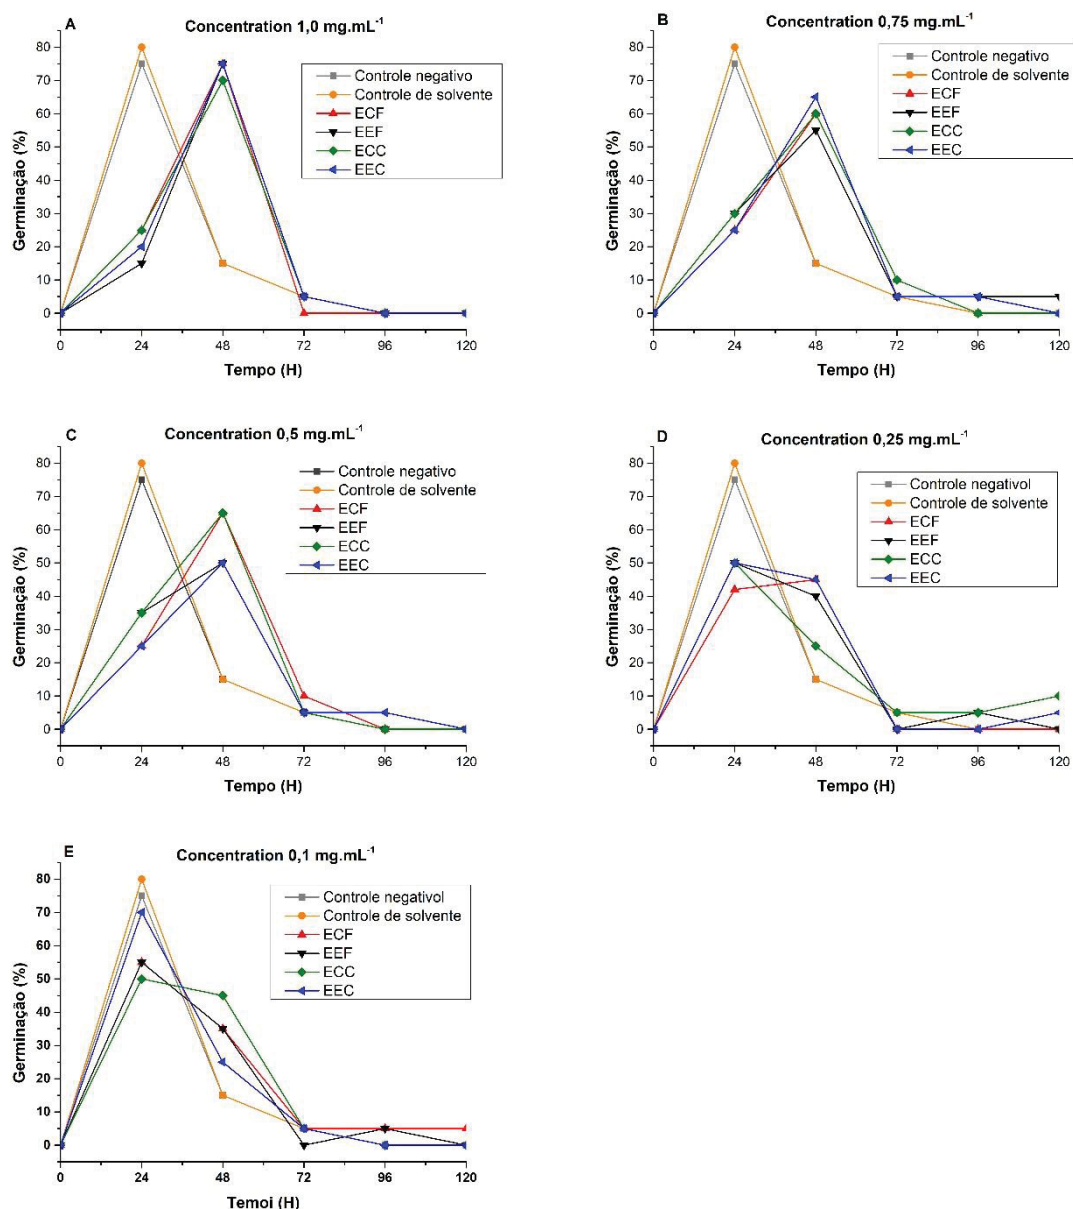 A
Concentration 1,0 mg.mL⁻¹
Germinação (%)
80
70
60
50
40
30
20
10
0
Controle negativo
Controle de solvente
ECF
EEF
ECC
EEC
0 24 48 72 96 120
Tempo (H)
B
Concentration 0,75 mg.mL⁻¹
Germinação (%)
80
70
60
50
40
30
20
10
0
Controle negativo
Controle de solvente
ECF
EEF
ECC
EEC
0 24 48 72 96 120
Tempo (H)
C
Concentration 0,5 mg.mL⁻¹
Germinação (%)
80
70
60
50
40
30
20
10
0
Controle negativo
Controle de solvente
ECF
EEF
ECC
EEC
0 24 48 72 96 120
Tempo (H)
D
Concentration 0,25 mg.mL⁻¹
Germinação (%)
80
70
60
50
40
30
20
10
0
Controle negativol
Controle de solvente
ECF
EEF
ECC
EEC
0 24 48 72 96 120
Tempo (H)
E
Concentration 0,1 mg.mL⁻¹
Germinação (%)
80
70
60
50
40
30
20
10
0
Controle negativol
Controle de solvente
ECF
EEF
ECC
EEC
0 24 48 72 96 120
Temoi (H)